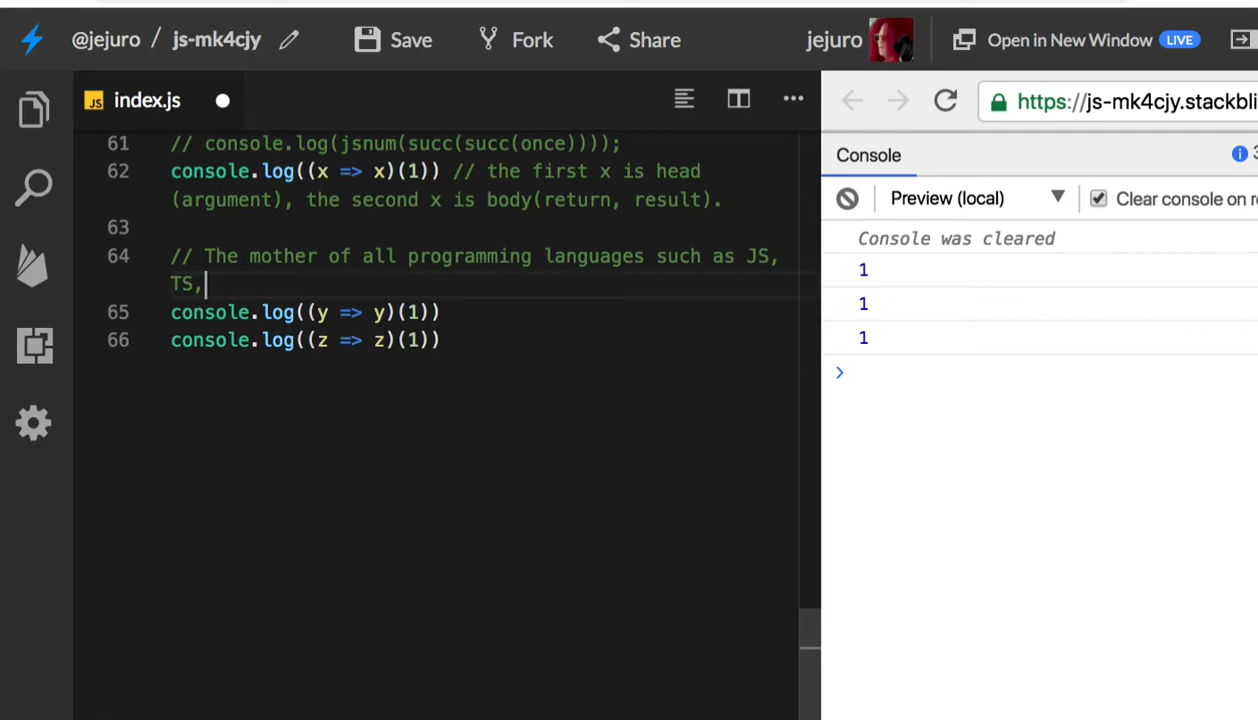 @jejuro / js-mk4cjy Save Fork Share jejuro Open in New Window LIVE
JS index.js
https://js-mk4cjy.stackbli
61 // console.log(jsnum(succ(succ(once))));
Console
62 console.log((x => x)(1)) // the first x is head
(argument), the second x is body(return, result).
Preview (local) Clear console on r
63
Console was cleared
64 // The mother of all programming languages such as JS,
TS,
65 console.log((y => y)(1))
66 console.log((z => z)(1))
1
1
1